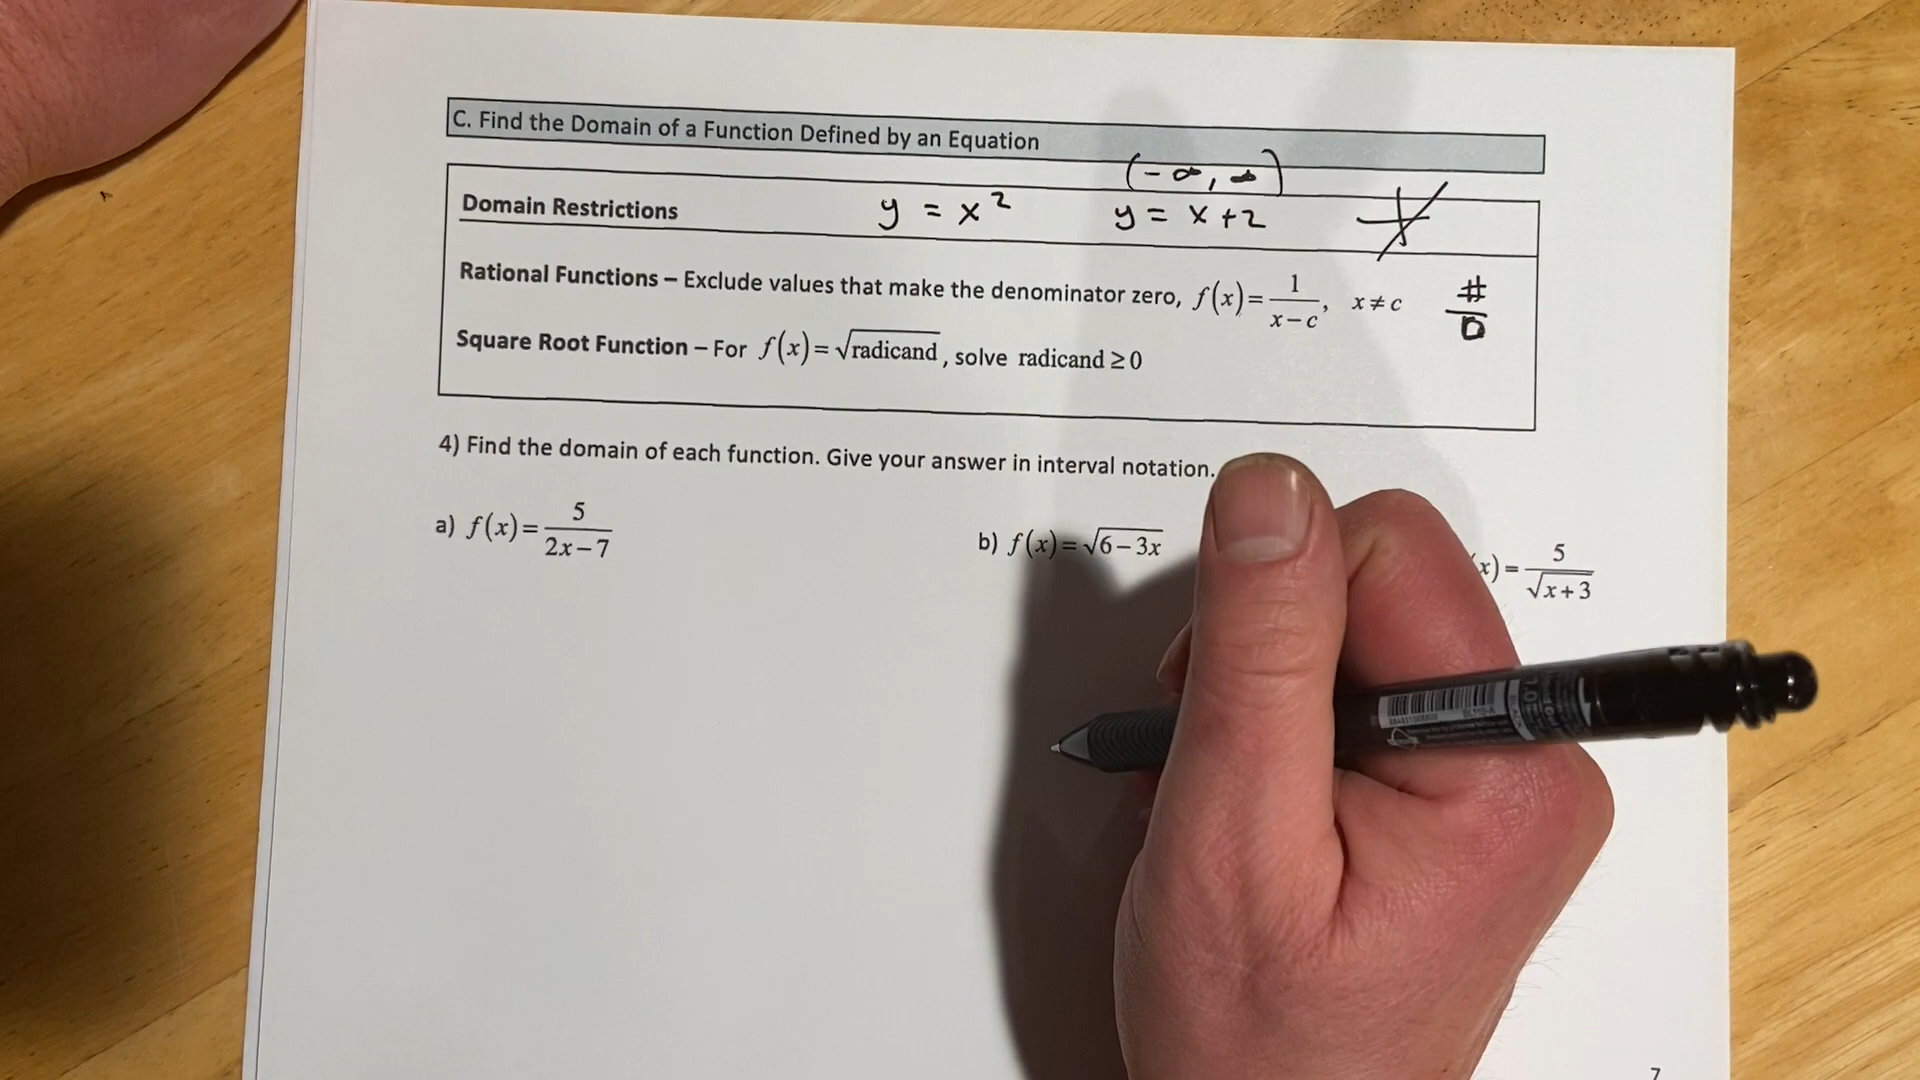 C. Find the Domain of a Function Defined by an Equation
(-∞, ∞)
Domain Restrictions y = x² y = x+2
Rational Functions – Exclude values that make the denominator zero, f(x)= 1/(x−c), x≠c #/0
Square Root Function – For f(x)=√radicand, solve radicand ≥ 0
4) Find the domain of each function. Give your answer in interval notation.
a) f(x)= 5/(2x−7) b) f(x)=√(6−3x) x)= 5/√(x+3)
7